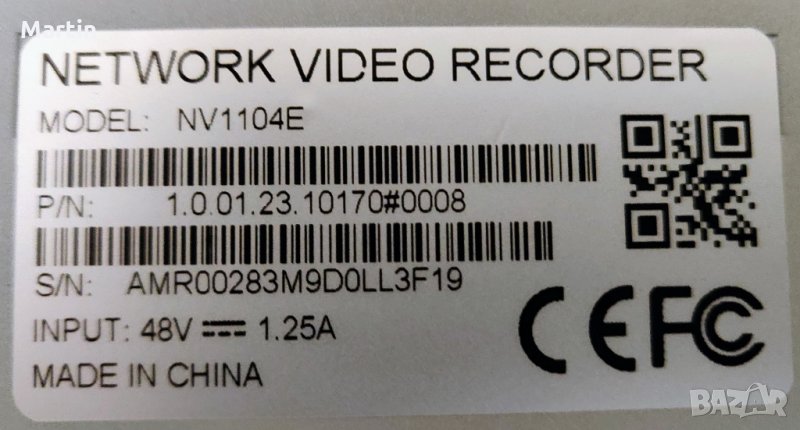 Martin
NETWORK VIDEO RECORDER
MODEL: NV1104E
P/N: 1.0.01.23.10170#0008
S/N: AMR00283M9D0LL3F19
INPUT: 48V ⎓ 1.25A
MADE IN CHINA
CE FC
BAZAR